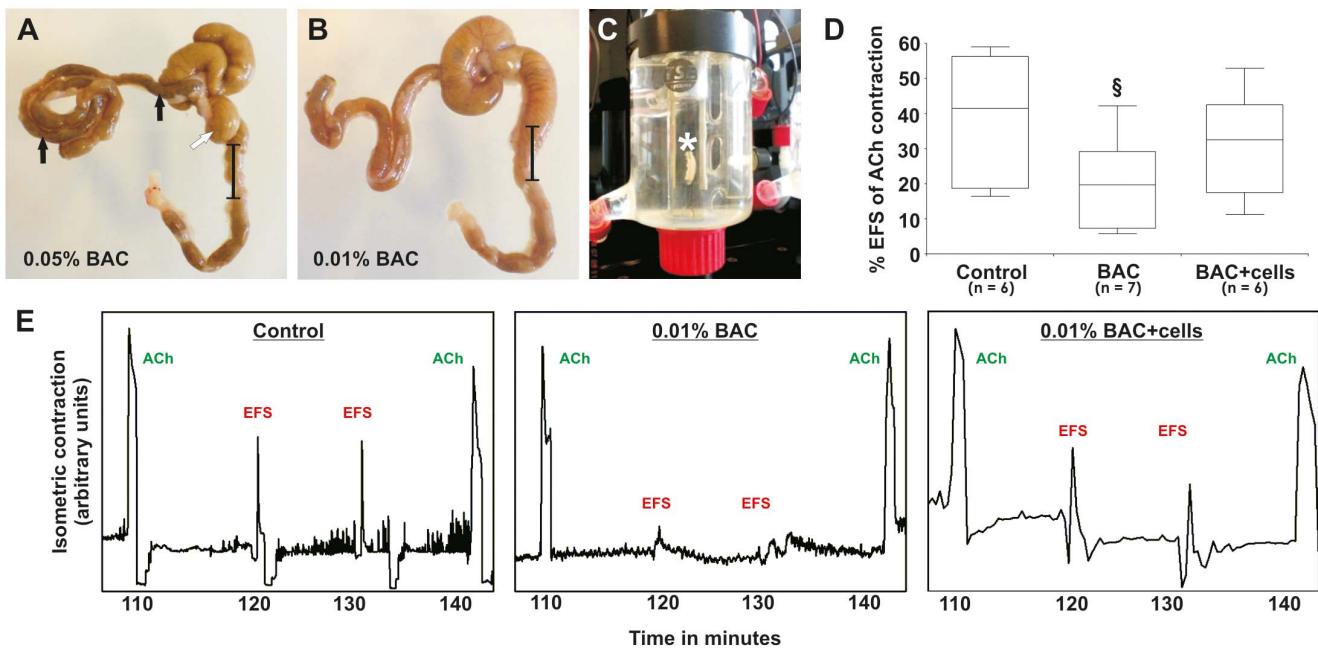 A
0.05% BAC
B
0.01% BAC
C
*
D
% EFS of ACh contraction
60
50
40
30
20
10
0
§
Control
(n = 6)
BAC
(n = 7)
BAC+cells
(n = 6)
E
Isometric contraction
(arbitrary units)
Control
ACh
EFS
EFS
ACh
110
120
130
140
0.01% BAC
ACh
EFS
EFS
ACh
110
120
130
140
0.01% BAC+cells
ACh
EFS
EFS
ACh
110
120
130
140
Time in minutes